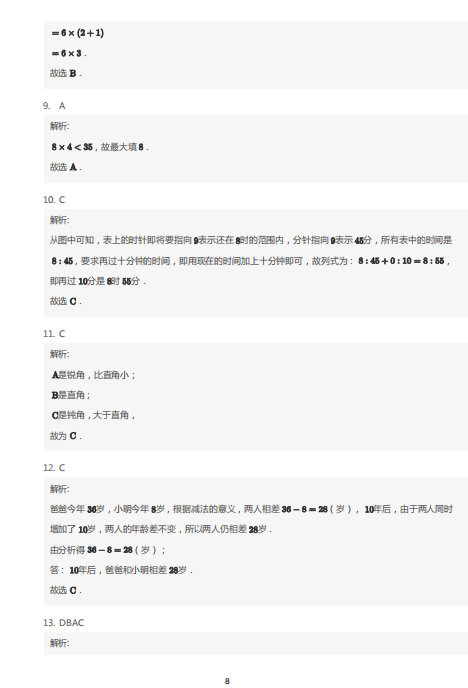 = 6 × (2 + 1)
= 6 × 3．
故选 B．
9. A
解析:
8 × 4 < 35，故最大填 8．
故选 A．
10. C
解析:
从图中可知，表上的时针即将要指向 9表示还在 8时的范围内，分针指向 9表示 45分，所有表中的时间是
8 : 45，要求再过十分钟的时间，即用现在的时间加上十分钟即可，故列式为： 8 : 45 + 0 : 10 = 8 : 55，
即再过 10分是 8时 55分．
故选 C．
11. C
解析:
A是锐角，比直角小；
B是直角；
C是钝角，大于直角，
故为 C．
12. C
解析:
爸爸今年 36岁，小明今年 8岁，根据减法的意义，两人相差 36 − 8 = 28（ 岁 ）， 10年后，由于两人同时
增加了 10岁，两人的年龄差不变，所以两人仍相差 28岁．
由分析得 36 − 8 = 28（ 岁 ）；
答： 10年后，爸爸和小明相差 28岁．
故选 C．
13. DBAC
解析:
8